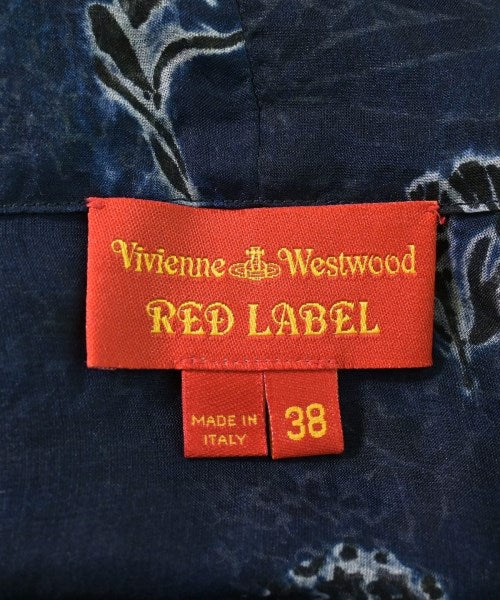 Vivienne Westwood
RED LABEL
MADE IN
ITALY
38